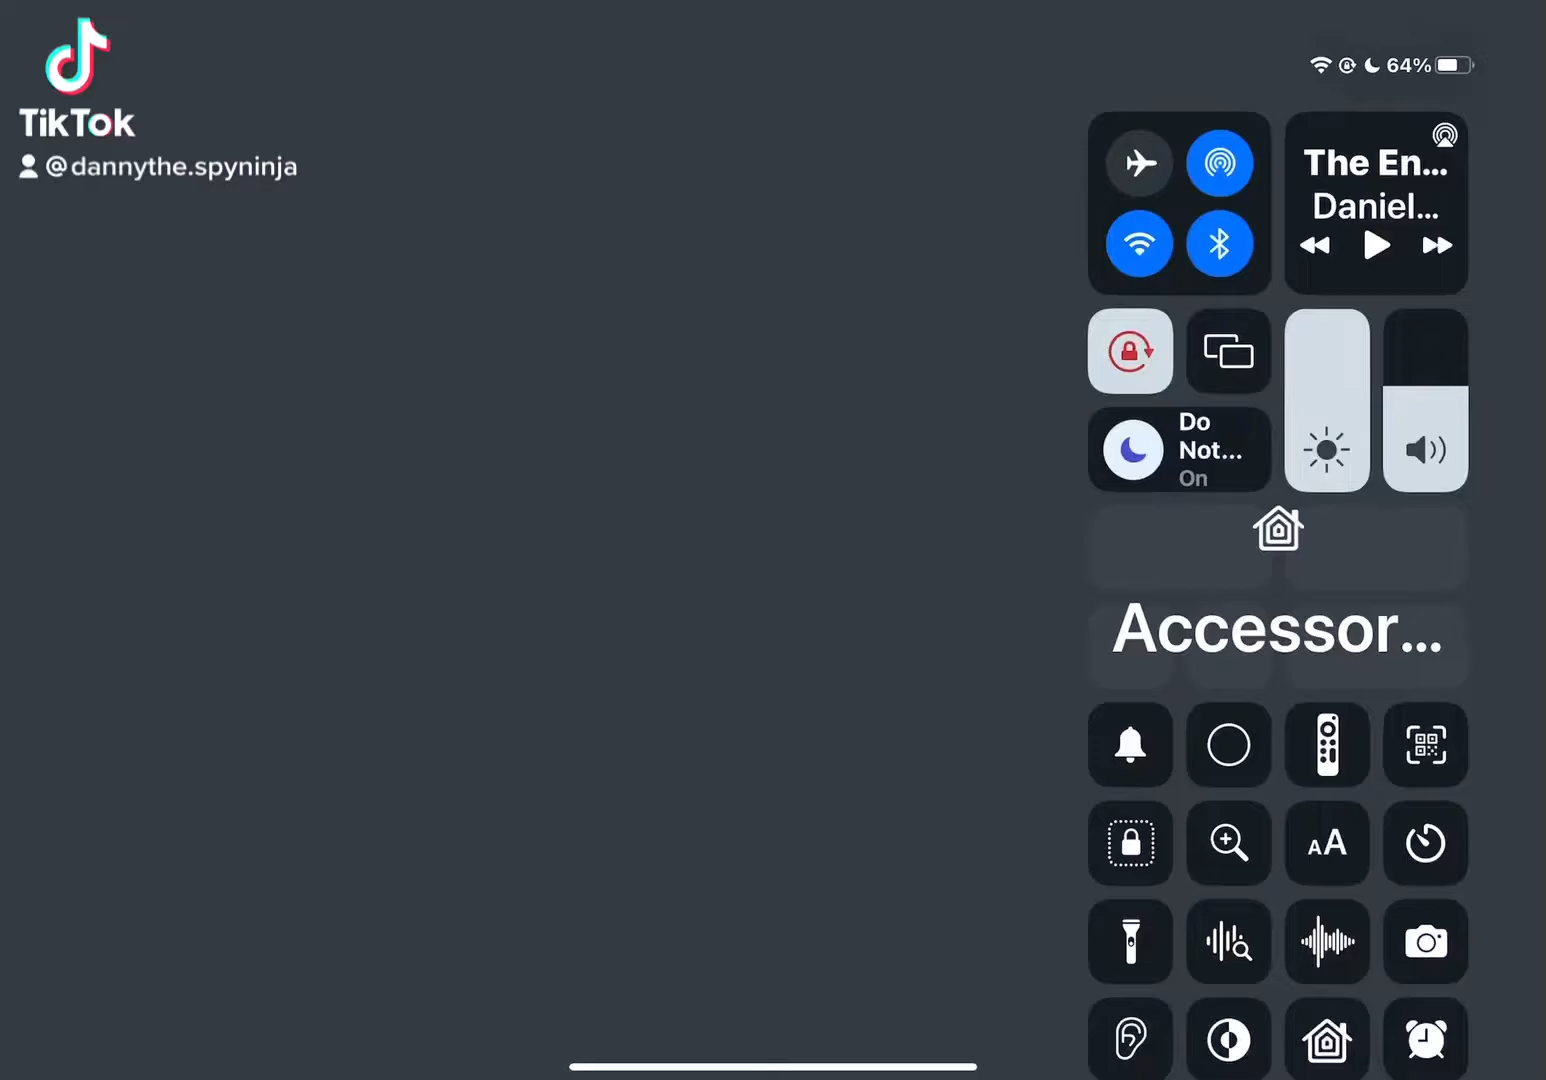 TikTok
@dannythe.spyninja
64%
The En...
Daniel...
Do
Not...
On
Accessor...
AA